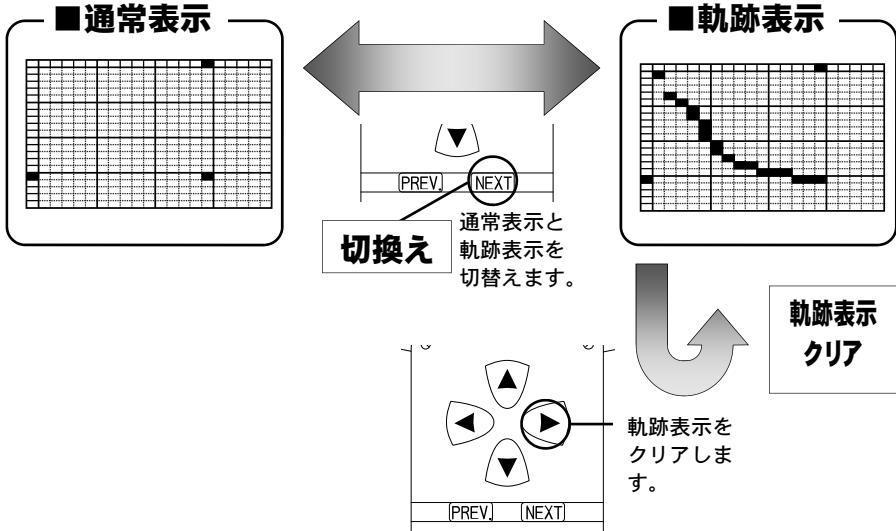 ■通常表示
■軌跡表示
▼
PREV. NEXT
切換え
通常表示と
軌跡表示を
切替えます。
軌跡表示
クリア
▲
◀ ▶
▼
軌跡表示を
クリアしま
す。
PREV. NEXT